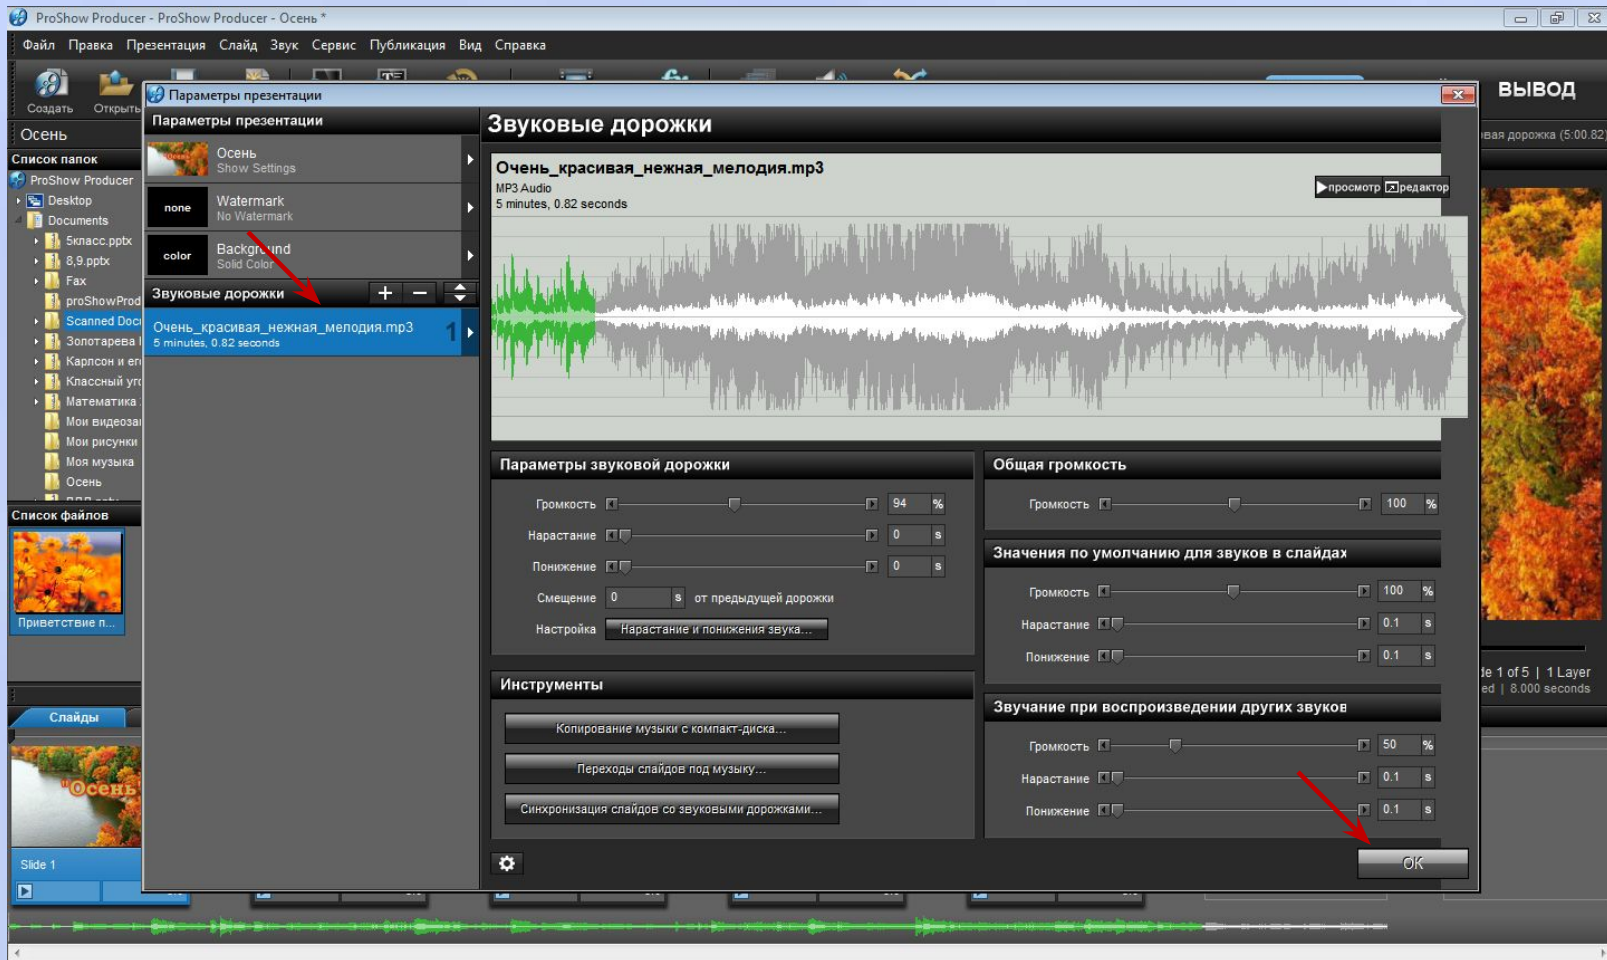 ProShow Producer - ProShow Producer - Осень *
Файл Правка Презентация Слайд Звук Сервис Публикация Вид Справка
Создать Открыть
ВЫВОД
Осень
вая дорожка (5:00.82)
Список папок
ProShow Producer
Desktop
Documents
5класс.pptx
8,9.pptx
Fax
proShowProd
Scanned Docu
Золотарева
Карлсон и ег
Классный уг
Математика
Мои видеоза
Мои рисунки
Моя музыка
Осень
Список файлов
Приветствие п...
Параметры презентации
Параметры презентации
Осень
Show Settings
none
Watermark
No Watermark
color
Background
Solid Color
Звуковые дорожки + −
Очень_красивая_нежная_мелодия.mp3
5 minutes, 0.82 seconds
1
Звуковые дорожки
Очень_красивая_нежная_мелодия.mp3
MP3 Audio
5 minutes, 0.82 seconds
просмотр редактор
Параметры звуковой дорожки
Громкость 94 %
Нарастание 0 s
Понижение 0 s
Смещение 0 s от предыдущей дорожки
Настройка Нарастание и понижения звука...
Инструменты
Копирование музыки с компакт-диска...
Переходы слайдов под музыку...
Синхронизация слайдов со звуковыми дорожками...
Общая громкость
Громкость 100 %
Значения по умолчанию для звуков в слайдах
Громкость 100 %
Нарастание 0.1 s
Понижение 0.1 s
Звучание при воспроизведении других звуков
Громкость 50 %
Нарастание 0.1 s
Понижение 0.1 s
OK
de 1 of 5 | 1 Layer
ed | 8.000 seconds
Слайды
"Осень"
Slide 1